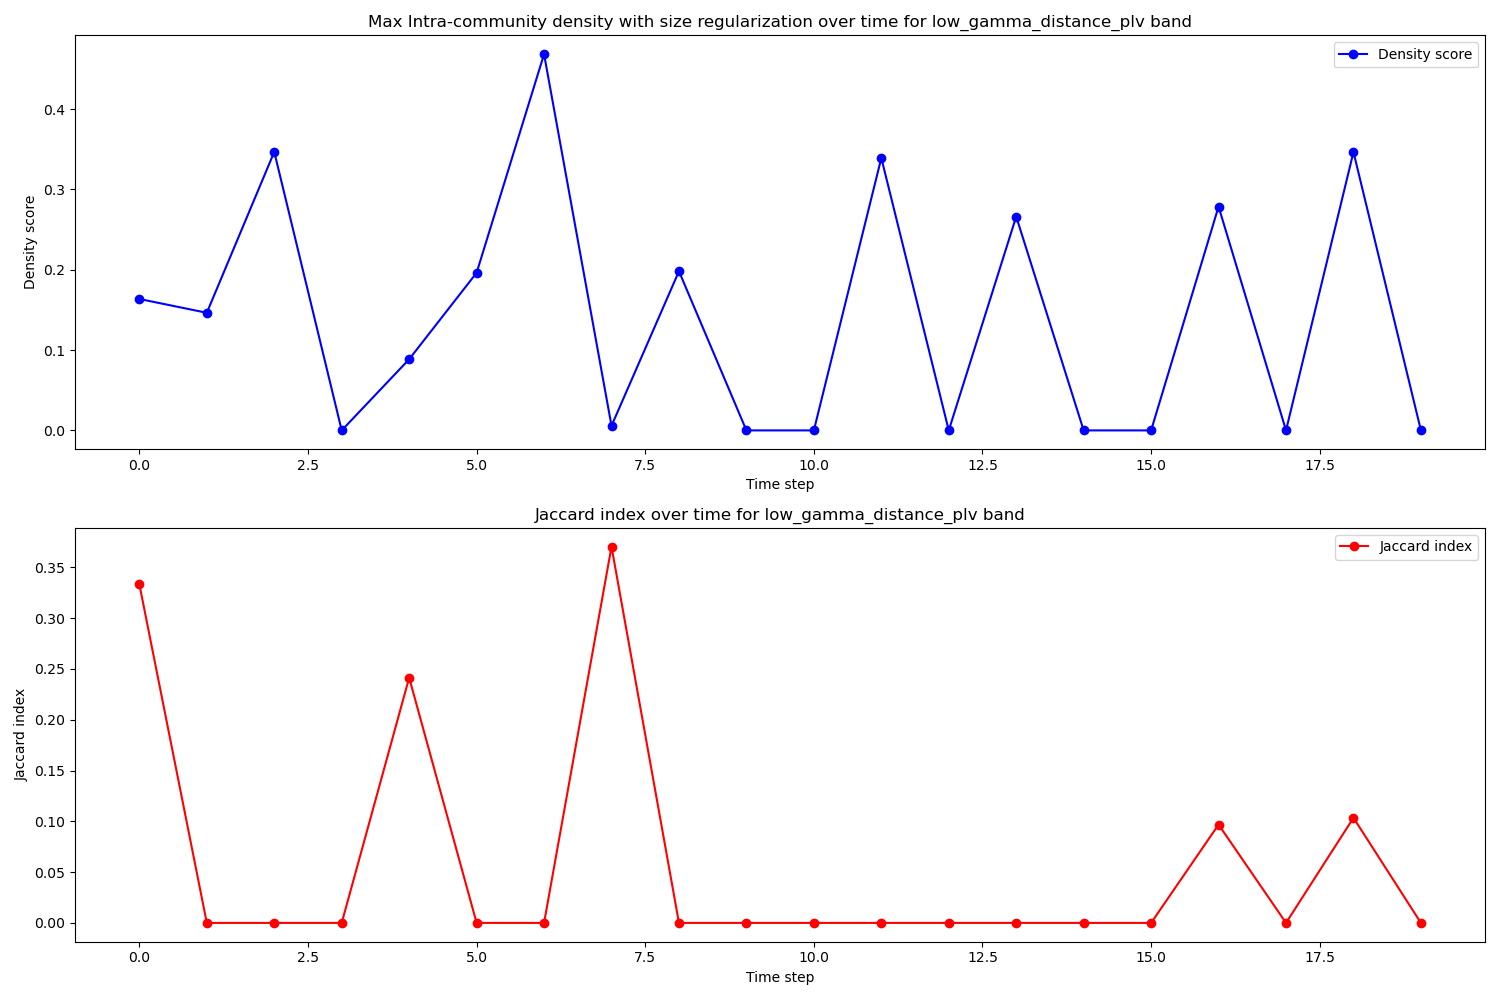 Max Intra-community density with size regularization over time for low_gamma_distance_plv band
Density score
Density score
0.4
0.3
0.2
0.1
0.0
0.0 2.5 5.0 7.5 10.0 12.5 15.0 17.5
Time step
Jaccard index over time for low_gamma_distance_plv band
Jaccard index
Jaccard index
0.35
0.30
0.25
0.20
0.15
0.10
0.05
0.00
0.0 2.5 5.0 7.5 10.0 12.5 15.0 17.5
Time step